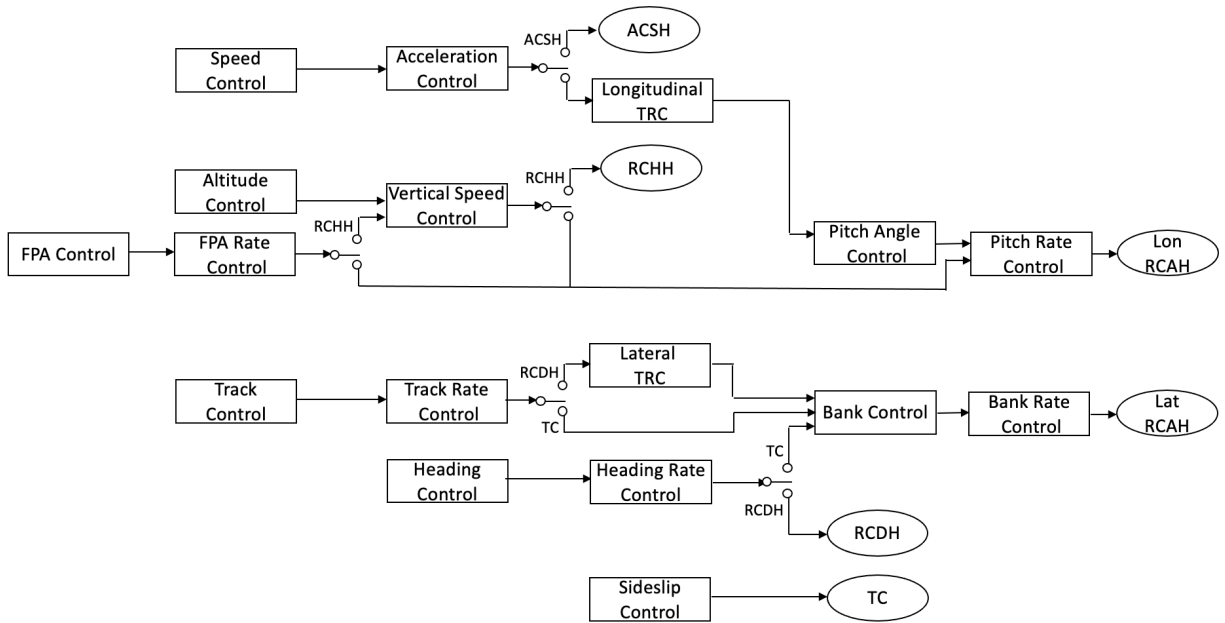 ACSH
ACSH
Speed
Control
Acceleration
Control
Longitudinal
TRC
RCHH
RCHH
Altitude
Control
Vertical Speed
Control
RCHH
FPA Control
FPA Rate
Control
Pitch Angle
Control
Pitch Rate
Control
Lon
RCAH
Lateral
TRC
RCDH
Track
Control
Track Rate
Control
TC
Bank Control
Bank Rate
Control
Lat
RCAH
TC
Heading
Control
Heading Rate
Control
RCDH
RCDH
Sideslip
Control
TC